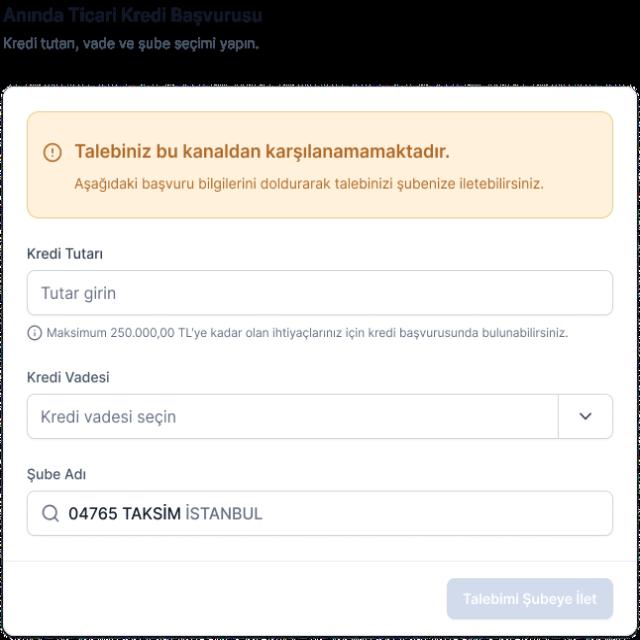 Anında Ticari Kredi Başvurusu
Kredi tutarı, vade ve şube seçimi yapın.
Talebiniz bu kanaldan karşılanamamaktadır.
Aşağıdaki başvuru bilgilerini doldurarak talebinizi şubenize iletebilirsiniz.
Kredi Tutarı
Tutar girin
Maksimum 250.000,00 TL'ye kadar olan ihtiyaçlarınız için kredi başvurusunda bulunabilirsiniz.
Kredi Vadesi
Kredi vadesi seçin
Şube Adı
04765 TAKSİM İSTANBUL
Talebimi Şubeye İlet